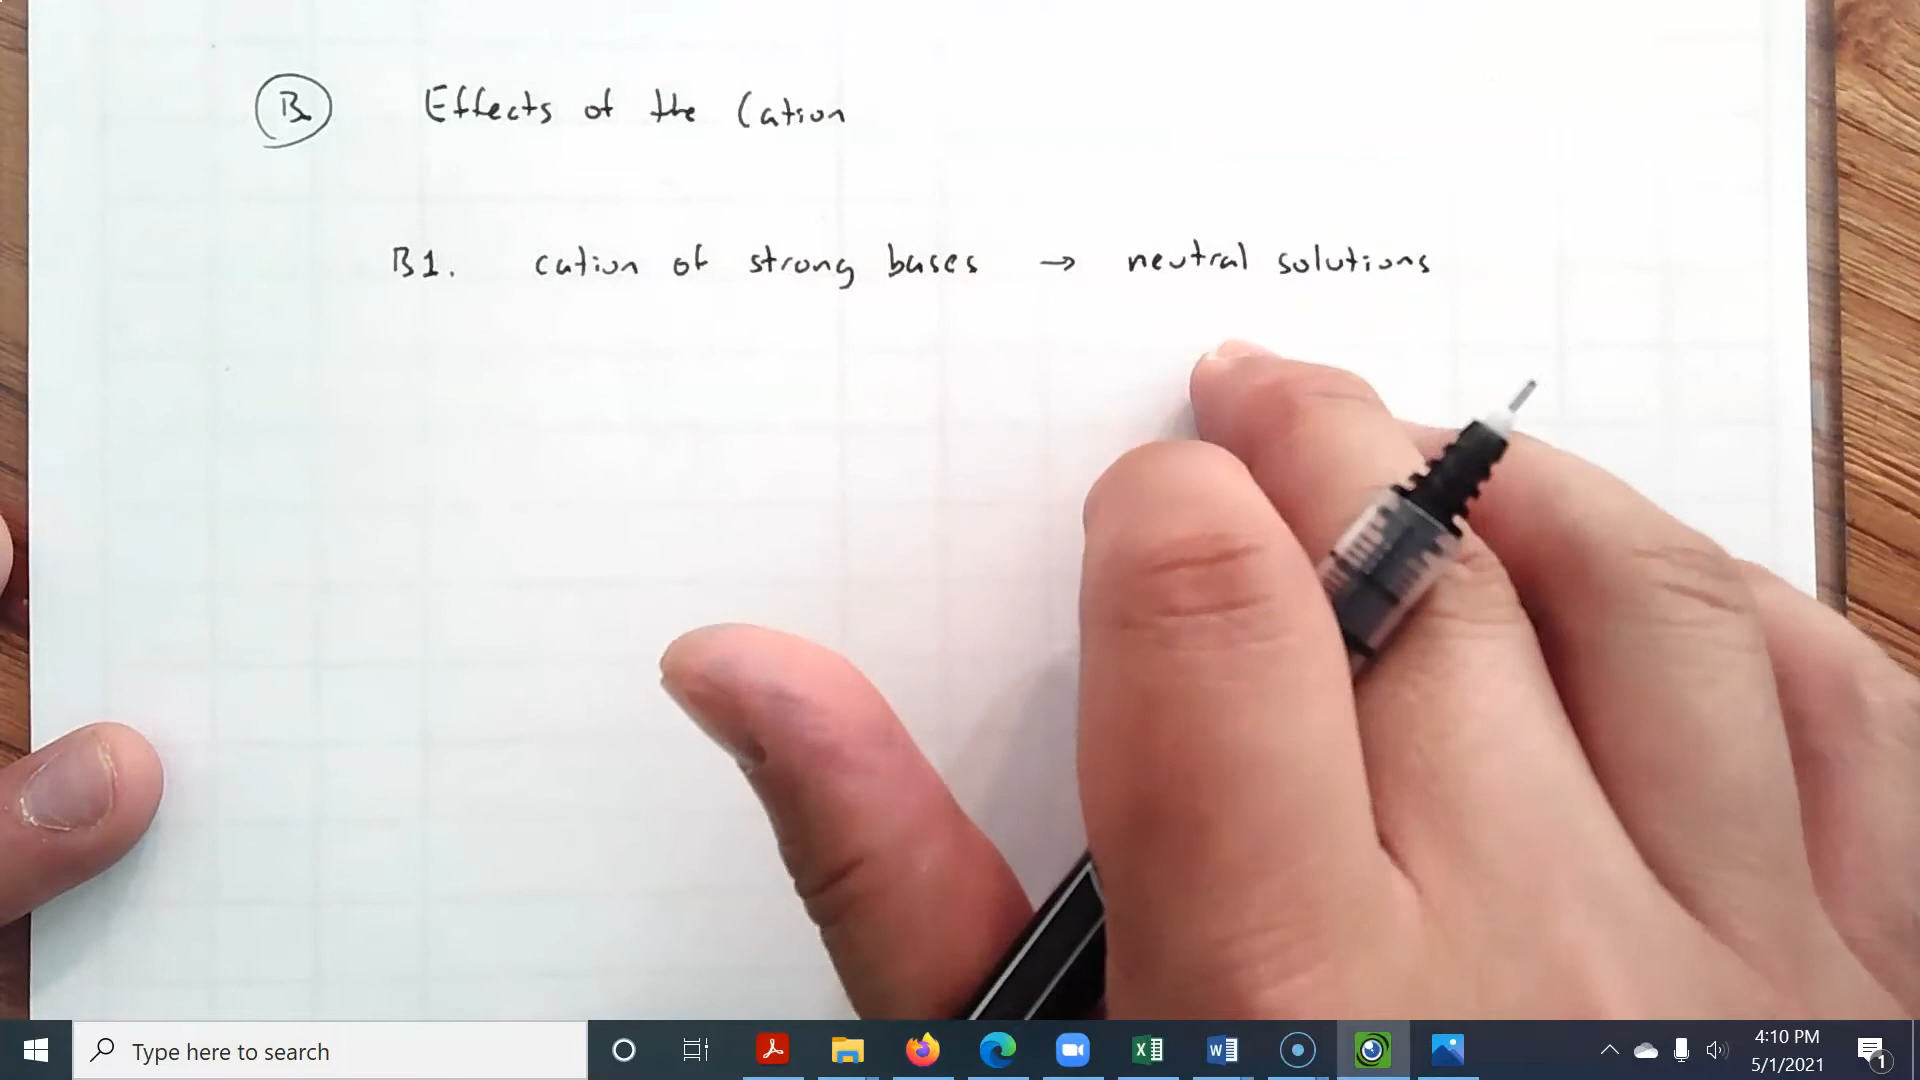 B Effects of the Cation
B1. cation of strong bases → neutral solutions
Type here to search
4:10 PM
5/1/2021
1